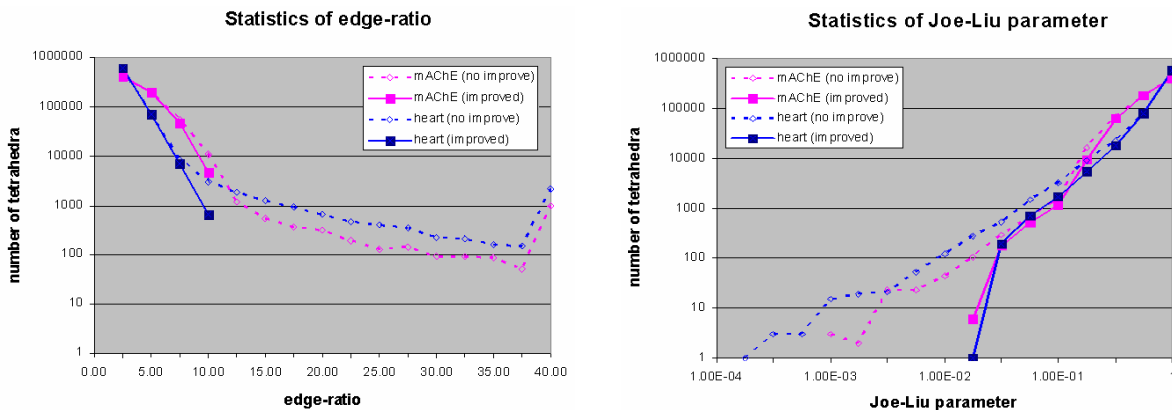 Statistics of edge-ratio
number of tetrahedra
1000000
100000
10000
1000
100
10
1
mAChE (no improve)
mAChE (improved)
heart (no improve)
heart (improved)
0.00 5.00 10.00 15.00 20.00 25.00 30.00 35.00 40.00
edge-ratio
Statistics of Joe-Liu parameter
number of tetrahedra
1000000
100000
10000
1000
100
10
1
mAChE (no improve)
mAChE (improved)
heart (no improve)
heart (improved)
1.00E-04 1.00E-03 1.00E-02 1.00E-01 1
Joe-Liu parameter